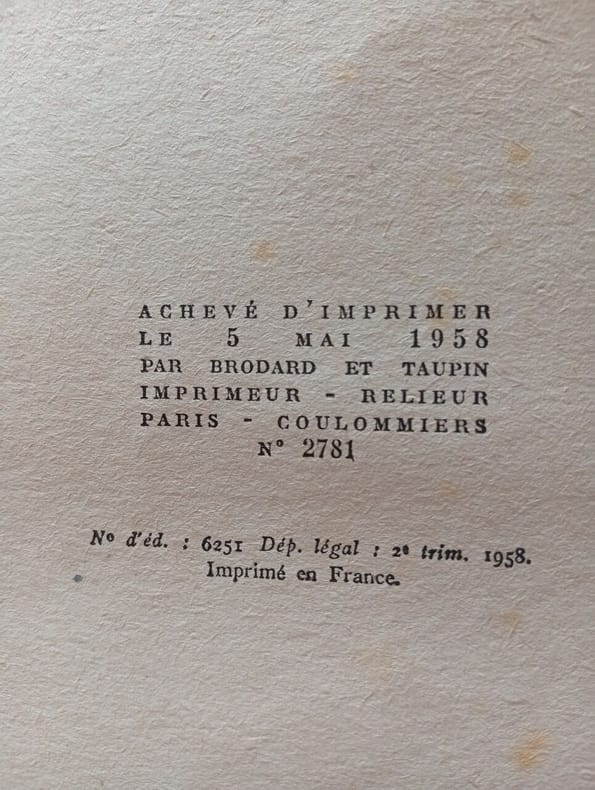 ACHEVÉ D'IMPRIMER
LE 5 MAI 1958
PAR BRODARD ET TAUPIN
IMPRIMEUR - RELIEUR
PARIS - COULOMMIERS
N° 2781
Nº d'éd. : 6251 Dép. légal : 2e trim. 1958.
Imprimé en France.